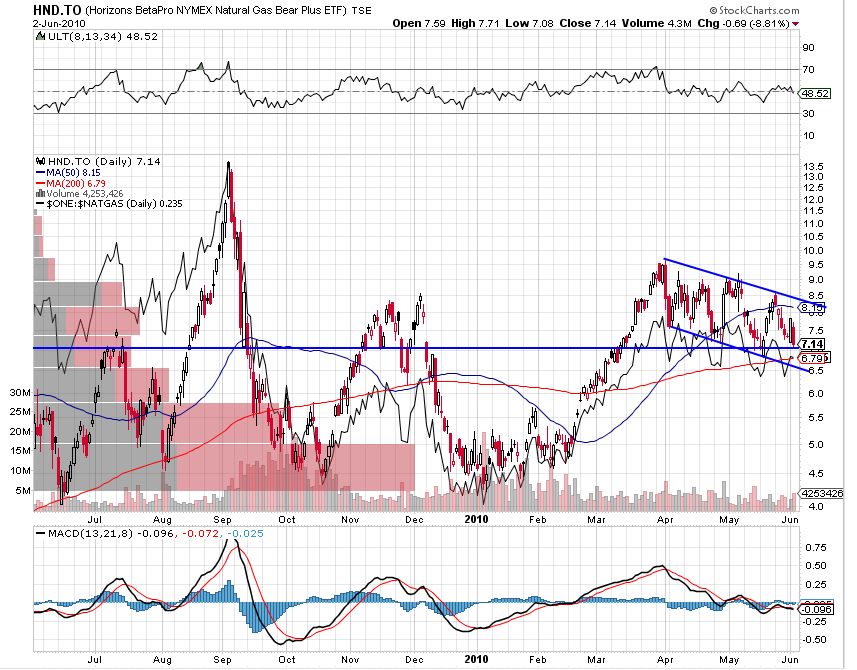 HND.TO (Horizons BetaPro NYMEX Natural Gas Bear Plus ETF) TSE
© StockCharts.com
2-Jun-2010
Open 7.59 High 7.71 Low 7.08 Close 7.14 Volume 4.3M Chg -0.69 (-8.81%)
ULT(8,13,34) 48.52
90
70
48.52
30
10
HND.TO (Daily) 7.14
MA(50) 8.15
MA(200) 6.79
Volume 4,253,426
$ONE:$NATGAS (Daily) 0.235
13.5
13.0
12.5
12.0
11.5
11.0
10.5
10.0
9.5
9.0
8.5
8.15
8.0
7.5
7.14
6.79
6.5
6.0
5.5
5.0
4.5
4253426
4.0
30M
25M
20M
15M
10M
5M
Jul Aug Sep Oct Nov Dec 2010 Feb Mar Apr May Jun
MACD(13,21,8) -0.096, -0.072, -0.025
0.75
0.50
0.25
-0.096
-0.25
-0.50
Jul Aug Sep Oct Nov Dec 2010 Feb Mar Apr May Jun